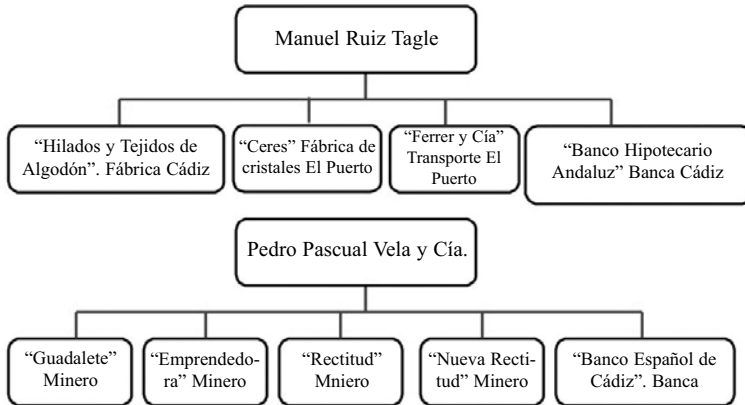 Manuel Ruiz Tagle
“Hilados y Tejidos de
Algodón”. Fábrica Cádiz
“Ceres” Fábrica de
cristales El Puerto
“Ferrer y Cía”
Transporte El
Puerto
“Banco Hipotecario
Andaluz” Banca Cádiz
Pedro Pascual Vela y Cía.
“Guadalete”
Minero
“Emprendedo-
ra” Minero
“Rectitud”
Mniero
“Nueva Recti-
tud” Minero
“Banco Español de
Cádiz”. Banca